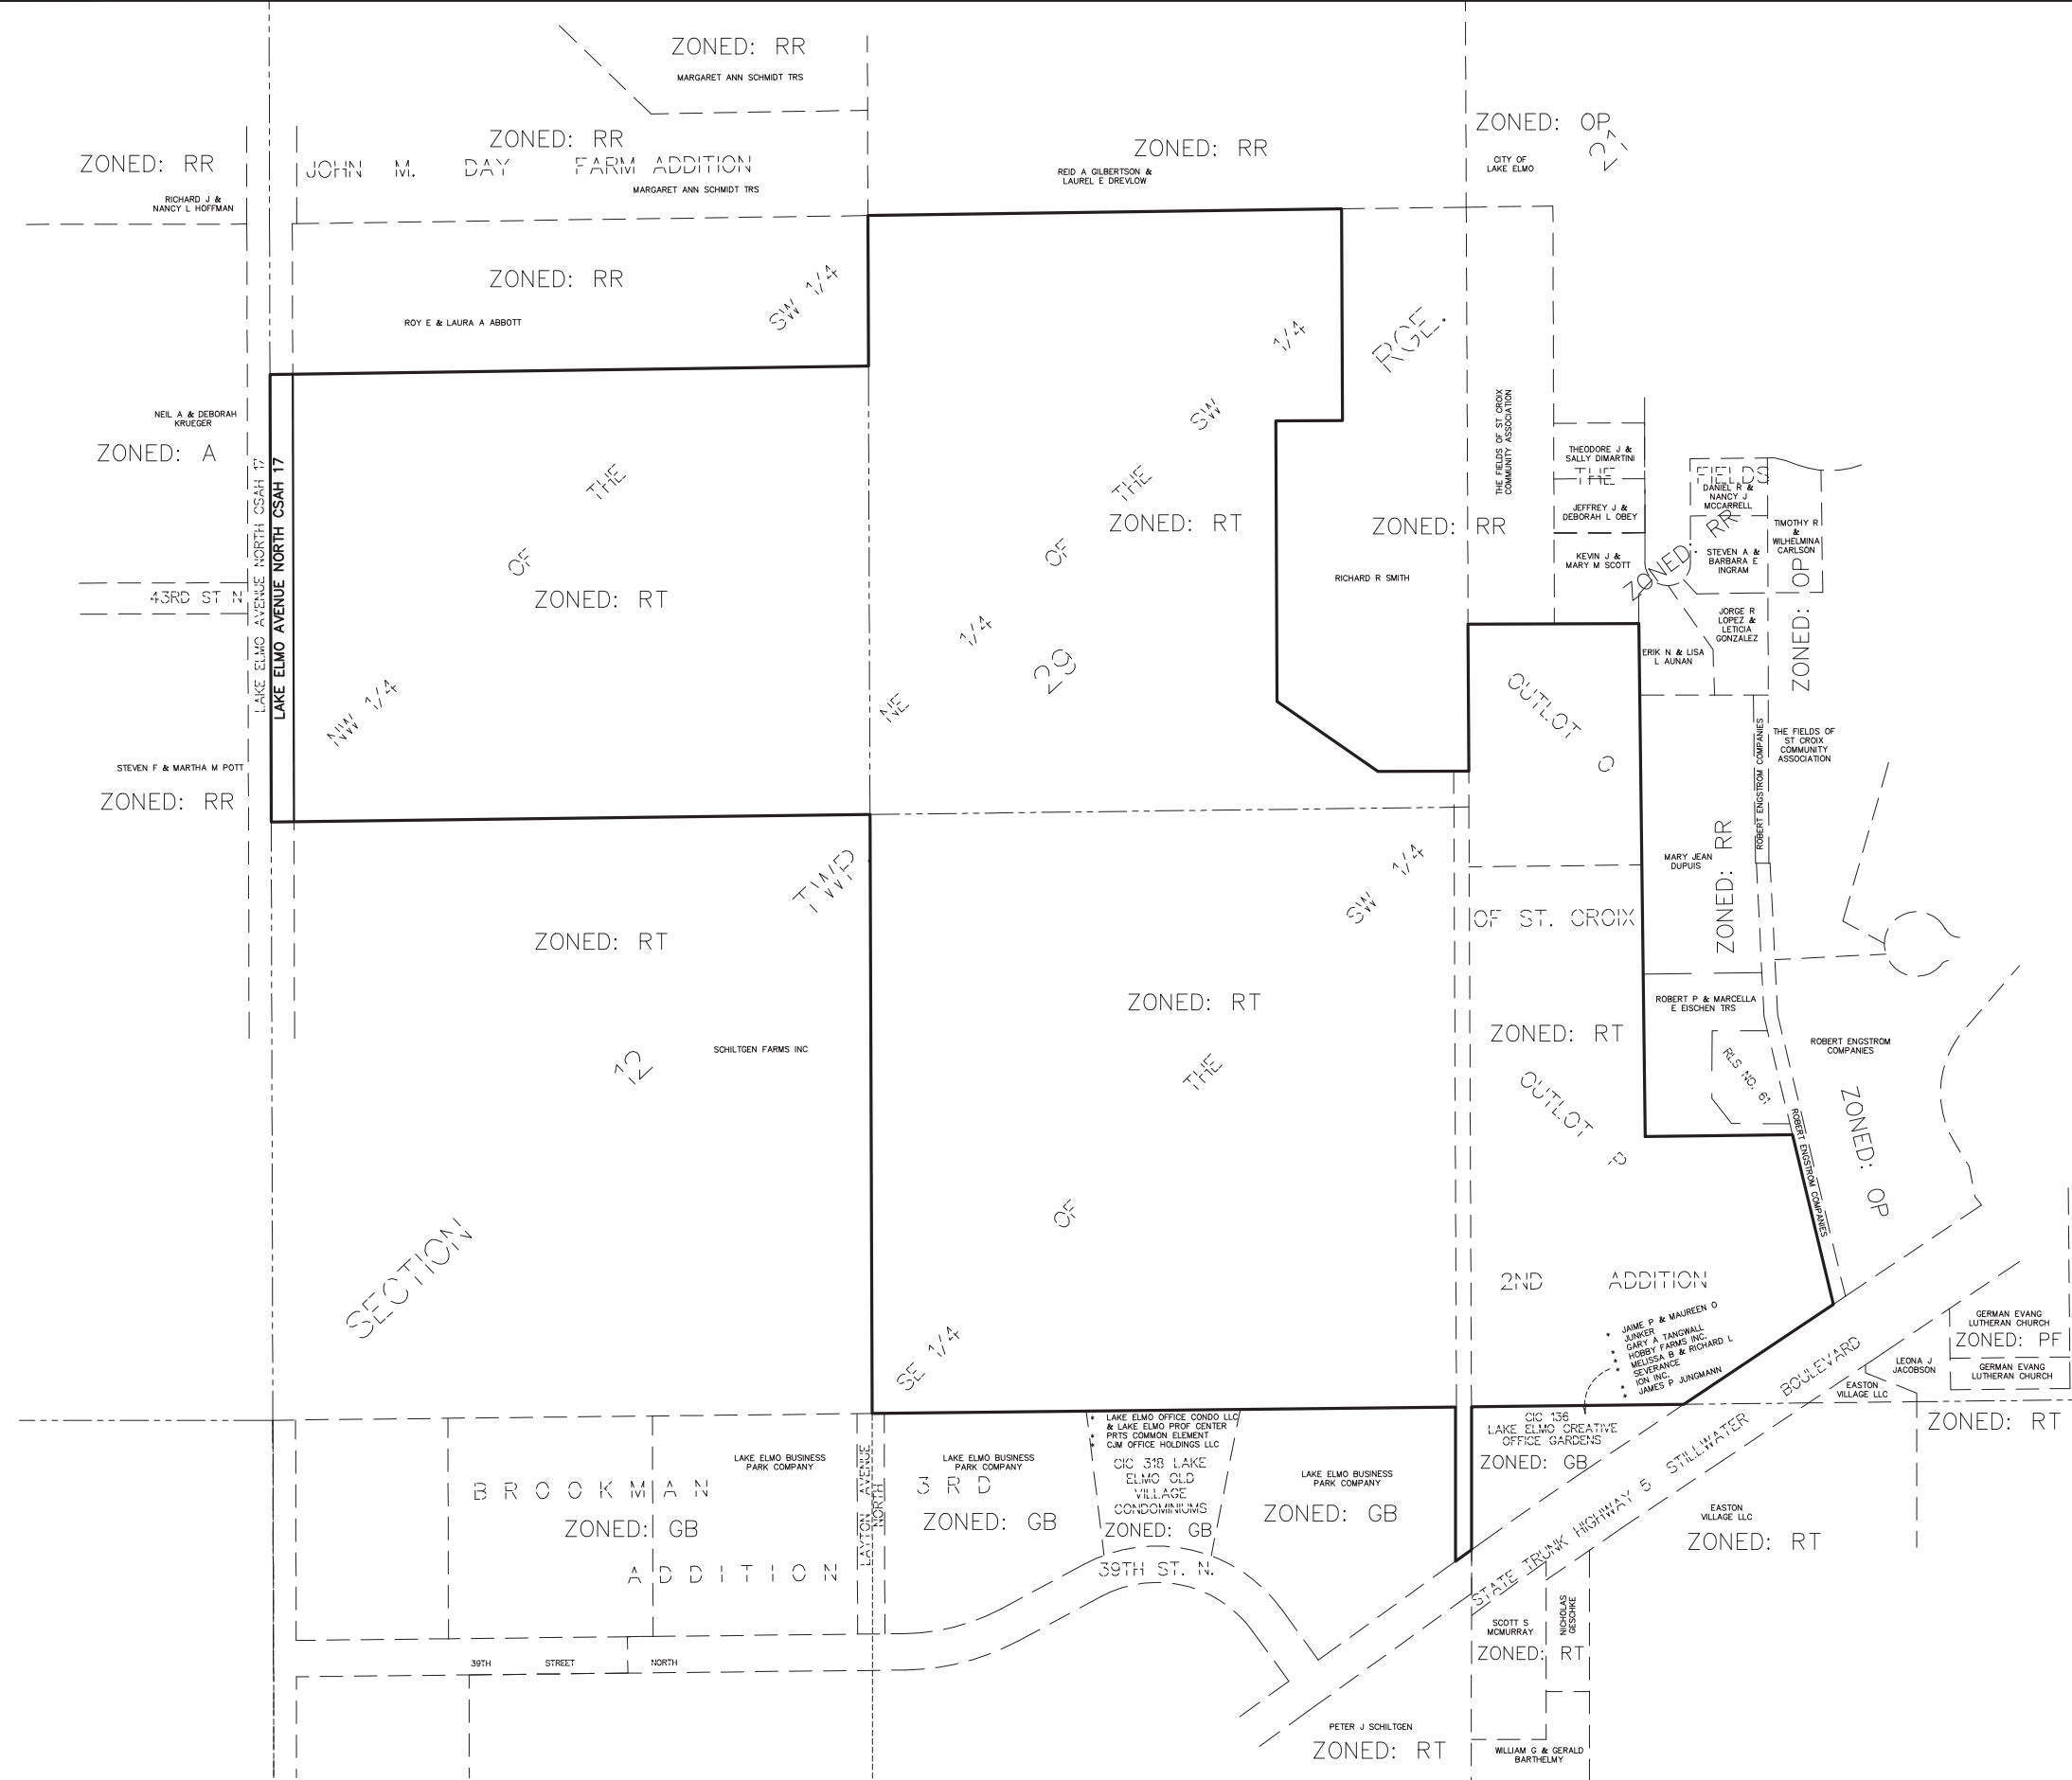 ZONED: RR
MARGARET ANN SCHMIDT TRS
ZONED: OP
27
CITY OF
LAKE ELMO
ZONED: RR
ZONED: RR
REID A GILBERTSON &
LAUREL E DREVLOW
ZONED: RR
JOHN M. DAY FARM ADDITION
MARGARET ANN SCHMIDT TRS
RICHARD J &
NANCY L HOFFMAN
ZONED: RR
SW 1/4
ROY E & LAURA A ABBOTT
1/4
RGE.
NEIL A & DEBORAH
KRUEGER
ZONED: A
LAKE ELMO AVENUE NORTH CSAH 17
LAKE ELMO AVENUE NORTH CSAH 17
THE
OF
ZONED: RT
NW 1/4
43RD ST N
SW
THE
ZONED: RT
OF
1/4
29
NE
ZONED: RR
RICHARD R SMITH
THE FIELDS OF ST CROIX
COMMUNITY ASSOCIATION
THEODORE J &
SALLY DIMARTINI
THE FIELDS
JEFFREY J &
DEBORAH L OBEY
KEVIN J &
MARY M SCOTT
DANIEL R &
NANCY J
MCCARRELL
ZONED: RR
STEVEN A &
BARBARA E
INGRAM
TIMOTHY R
&
WILHELMINA
CARLSON
ZONED: OP
JORGE R
LOPEZ &
LETICIA
GONZALEZ
ERIK N & LISA
L AUNAN
OUTLOT O
STEVEN F & MARTHA M POTT
ZONED: RR
ROBERT ENGSTROM COMPANIES
THE FIELDS OF
ST CROIX
COMMUNITY
ASSOCIATION
MARY JEAN
DUPUIS
ZONED: RR
TWP
SW 1/4
OF ST. CROIX
ZONED: RT
ZONED: RT
ZONED: RT
ROBERT P & MARCELLA
E EISCHEN TRS
RLS NO. 61
ROBERT ENGSTROM
COMPANIES
ZONED: OP
ROBERT ENGSTROM COMPANIES
12
SCHILTGEN FARMS INC
THE
OUTLOT P
OF
SECTION
SE 1/4
2ND ADDITION
* JAIME P & MAUREEN O
JUNKER
* GARY A TANGWALL
* HOBBY FARMS INC.
* MELISSA B & RICHARD L
SEVERANCE
* ION INC.
* JAMES P JUNGMANN
GERMAN EVANG
LUTHERAN CHURCH
ZONED: PF
GERMAN EVANG
LUTHERAN CHURCH
LEONA J
JACOBSON
EASTON
VILLAGE LLC
ZONED: RT
STATE TRUNK HIGHWAY 5 STILLWATER BOULEVARD
* LAKE ELMO OFFICE CONDO LLC
& LAKE ELMO PROF CENTER
* PRTS COMMON ELEMENT
* CJM OFFICE HOLDINGS LLC
CIC 318 LAKE
ELMO OLD
VILLAGE
CONDOMINIUMS
ZONED: GB
CIC 136
LAKE ELMO CREATIVE
OFFICE GARDENS
ZONED: GB
LAKE ELMO BUSINESS
PARK COMPANY
BROOKMAN
ZONED: GB
ADDITION
LAYTON AVENUE
NORTH
LAKE ELMO BUSINESS
PARK COMPANY
3RD
ZONED: GB
LAKE ELMO BUSINESS
PARK COMPANY
ZONED: GB
39TH ST. N.
EASTON
VILLAGE LLC
ZONED: RT
SCOTT S
MCMURRAY
NICHOLAS
GESCHKE
ZONED: RT
39TH STREET NORTH
PETER J SCHILTGEN
ZONED: RT
WILLIAM G & GERALD
BARTHELMY